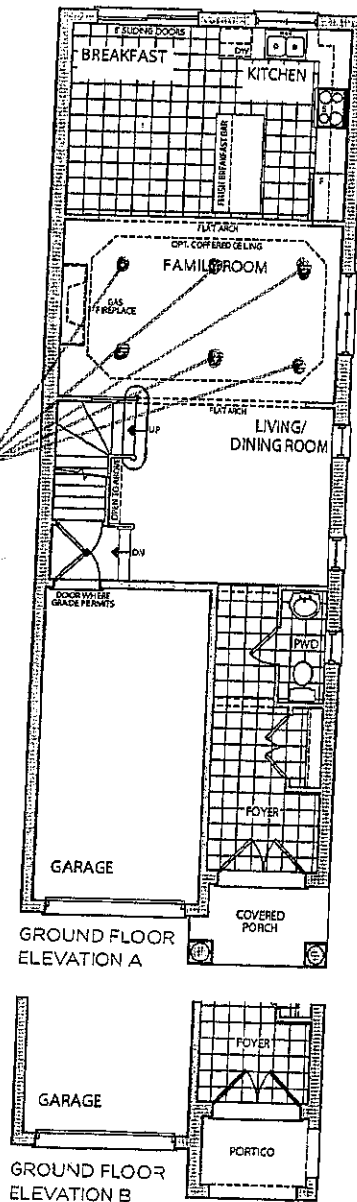 8' SLIDING DOORS
BREAKFAST
DW
KITCHEN
FLUSH BREAKFAST BAR
F
FLAT ARCH
OPT. COFFERED CEILING
FAMILY ROOM
GAS
FIREPLACE
FLAT ARCH
LIVING/
DINING ROOM
UP
OPEN TO ABOVE
DN
DOOR WHERE
GRADE PERMITS
PWD
FOYER
GARAGE
COVERED
PORCH
GROUND FLOOR
ELEVATION A
FOYER
GARAGE
PORTICO
GROUND FLOOR
ELEVATION B